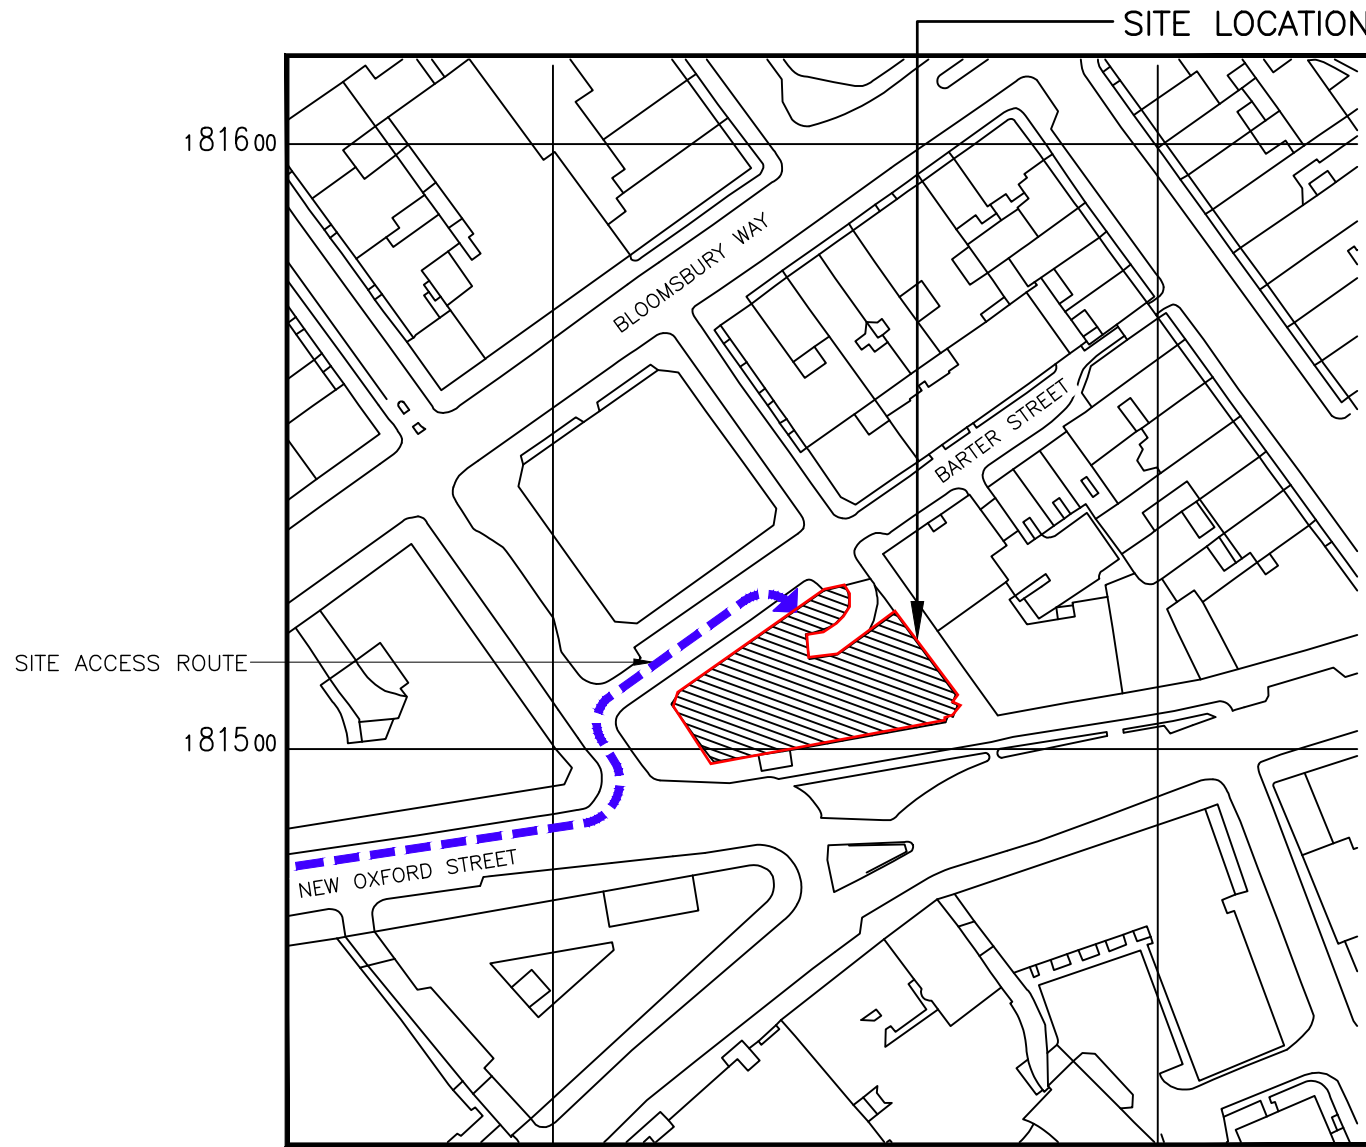 SITE LOCATION
181600
BLOOMSBURY WAY
BARTER STREET
SITE ACCESS ROUTE
181500
NEW OXFORD STREET